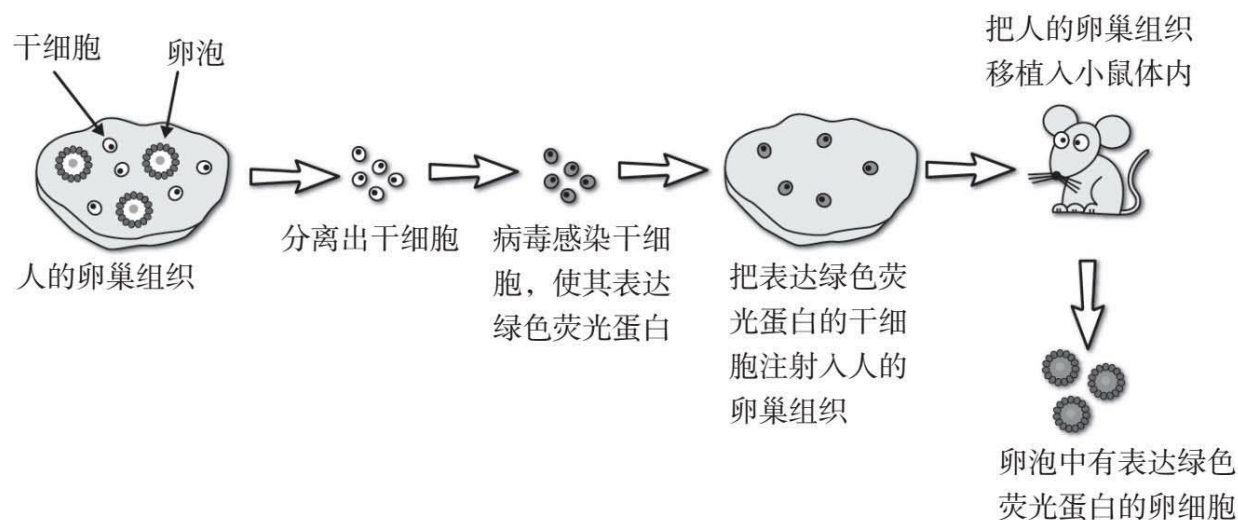 干细胞
卵泡
人的卵巢组织
分离出干细胞
病毒感染干细
胞，使其表达
绿色荧光蛋白
把表达绿色荧
光蛋白的干细
胞注射入人的
卵巢组织
把人的卵巢组织
移植入小鼠体内
卵泡中有表达绿色
荧光蛋白的卵细胞